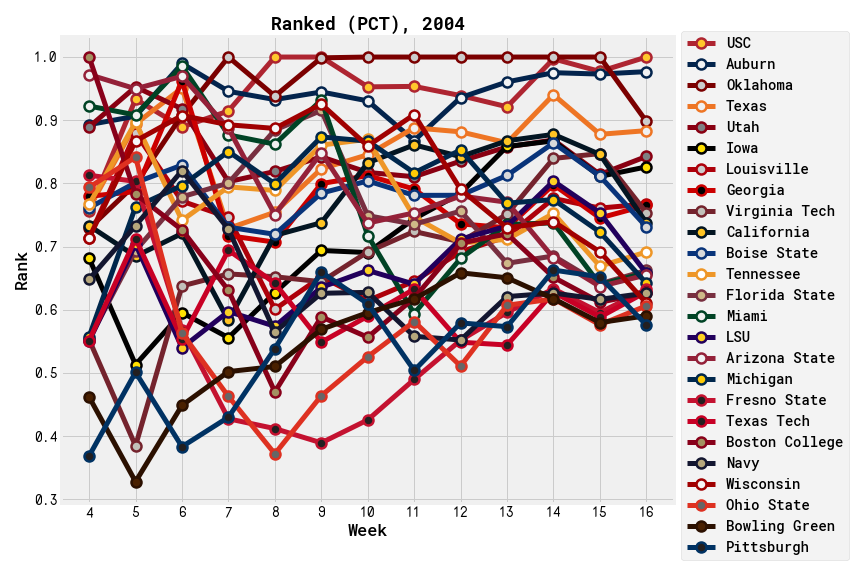 Ranked (PCT), 2004
1.0
0.9
0.8
0.7
0.6
0.5
0.4
0.3
Rank
4 5 6 7 8 9 10 11 12 13 14 15 16
Week
USC
Auburn
Oklahoma
Texas
Utah
Iowa
Louisville
Georgia
Virginia Tech
California
Boise State
Tennessee
Florida State
Miami
LSU
Arizona State
Michigan
Fresno State
Texas Tech
Boston College
Navy
Wisconsin
Ohio State
Bowling Green
Pittsburgh